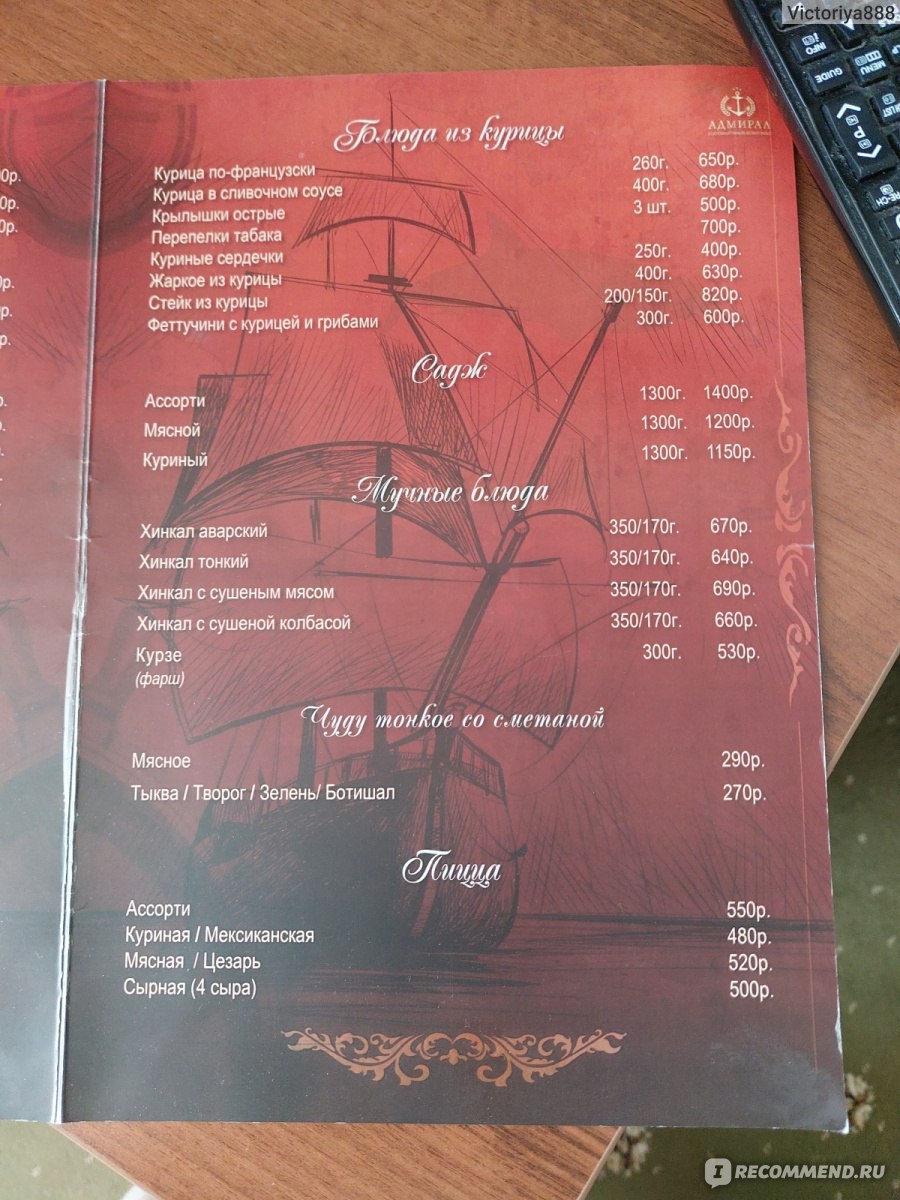 Victoriya888
INFO
MENU
GUIDE
АДМИРАЛ
Блюда из курицы
Курица по-французски 260г. 650р.
Курица в сливочном соусе 400г. 680р.
Крылышки острые 3 шт. 500р.
Перепелки табака 700р.
Куриные сердечки 250г. 400р.
Жаркое из курицы 400г. 630р.
Стейк из курицы 200/150г. 820р.
Феттучини с курицей и грибами 300г. 600р.
Садж
Ассорти 1300г. 1400р.
Мясной 1300г. 1200р.
Куриный 1300г. 1150р.
Мучные блюда
Хинкал аварский 350/170г. 670р.
Хинкал тонкий 350/170г. 640р.
Хинкал с сушеным мясом 350/170г. 690р.
Хинкал с сушеной колбасой 350/170г. 660р.
Курзе 300г. 530р.
(фарш)
Чуду тонкое со сметаной
Мясное 290р.
Тыква / Творог / Зелень/ Ботишал 270р.
Пицца
Ассорти 550р.
Куриная / Мексиканская 480р.
Мясная / Цезарь 520р.
Сырная (4 сыра) 500р.
IRECOMMEND.RU